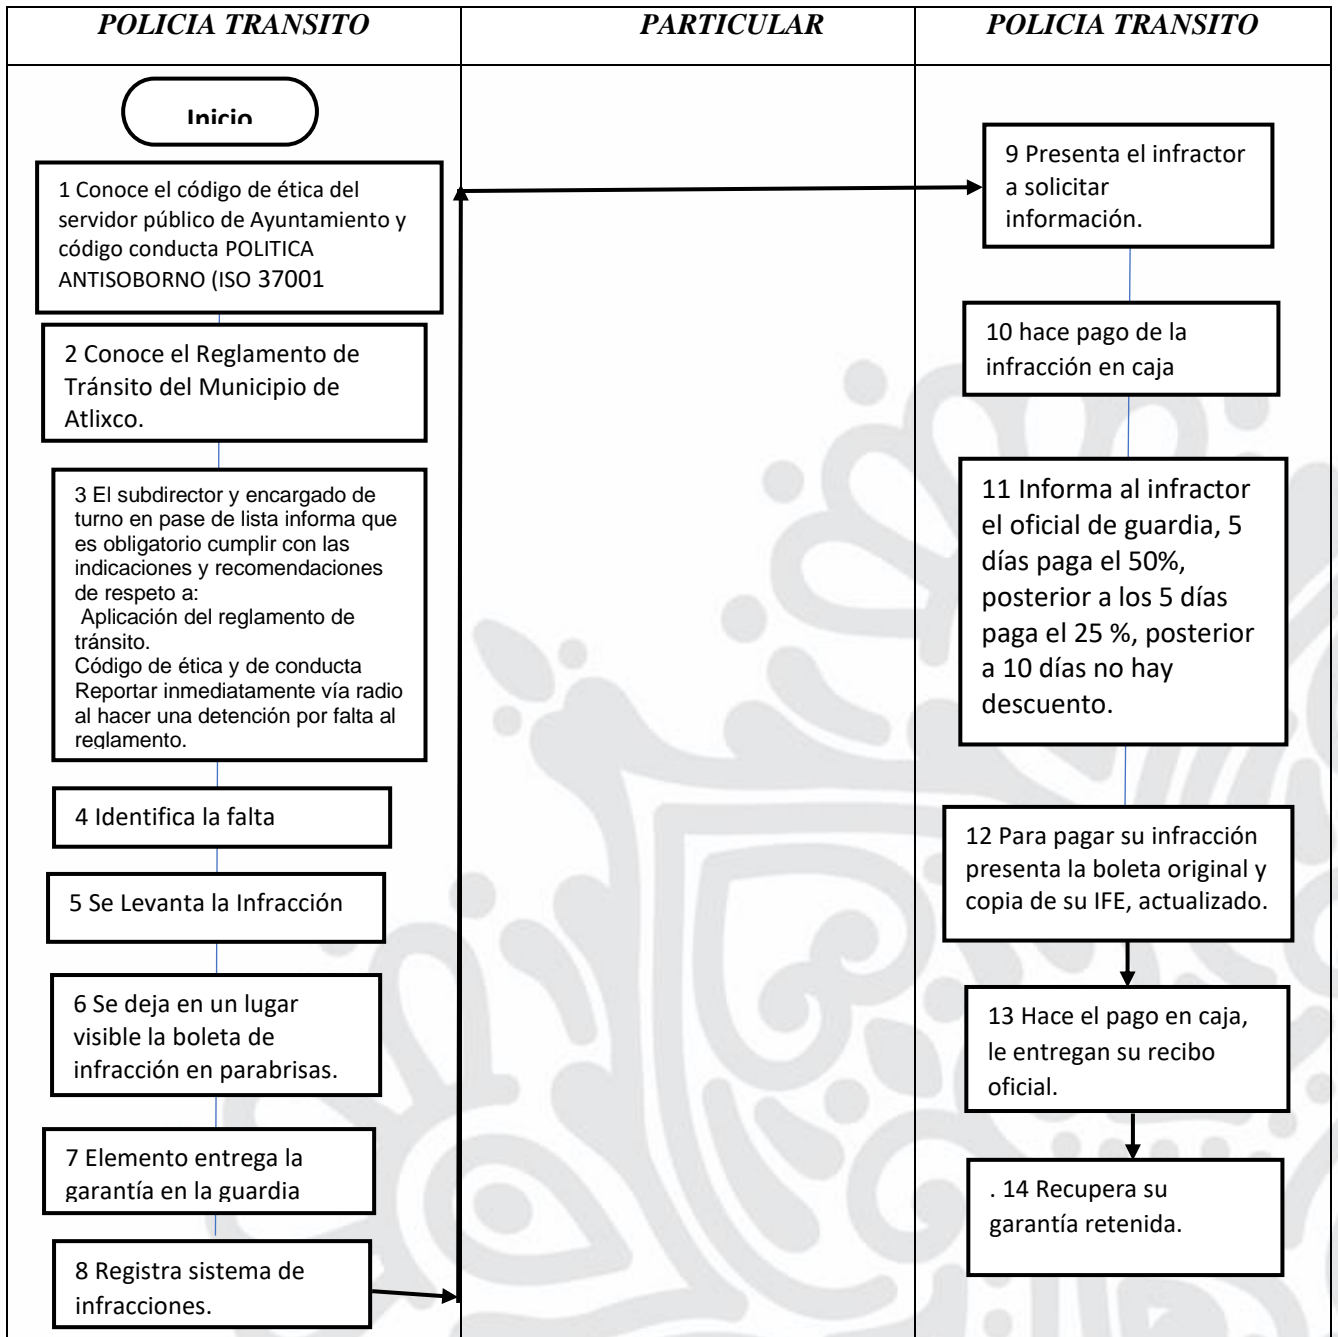 POLICIA TRANSITO
PARTICULAR
POLICIA TRANSITO
Inicio
1 Conoce el código de ética del
servidor público de Ayuntamiento y
código conducta POLITICA
ANTISOBORNO (ISO 37001
2 Conoce el Reglamento de
Tránsito del Municipio de
Atlixco.
3 El subdirector y encargado de
turno en pase de lista informa que
es obligatorio cumplir con las
indicaciones y recomendaciones
de respeto a:
Aplicación del reglamento de
tránsito.
Código de ética y de conducta
Reportar inmediatamente vía radio
al hacer una detención por falta al
reglamento.
4 Identifica la falta
5 Se Levanta la Infracción
6 Se deja en un lugar
visible la boleta de
infracción en parabrisas.
7 Elemento entrega la
garantía en la guardia
8 Registra sistema de
infracciones.
9 Presenta el infractor
a solicitar
información.
10 hace pago de la
infracción en caja
11 Informa al infractor
el oficial de guardia, 5
días paga el 50%,
posterior a los 5 días
paga el 25 %, posterior
a 10 días no hay
descuento.
12 Para pagar su infracción
presenta la boleta original y
copia de su IFE, actualizado.
13 Hace el pago en caja,
le entregan su recibo
oficial.
. 14 Recupera su
garantía retenida.